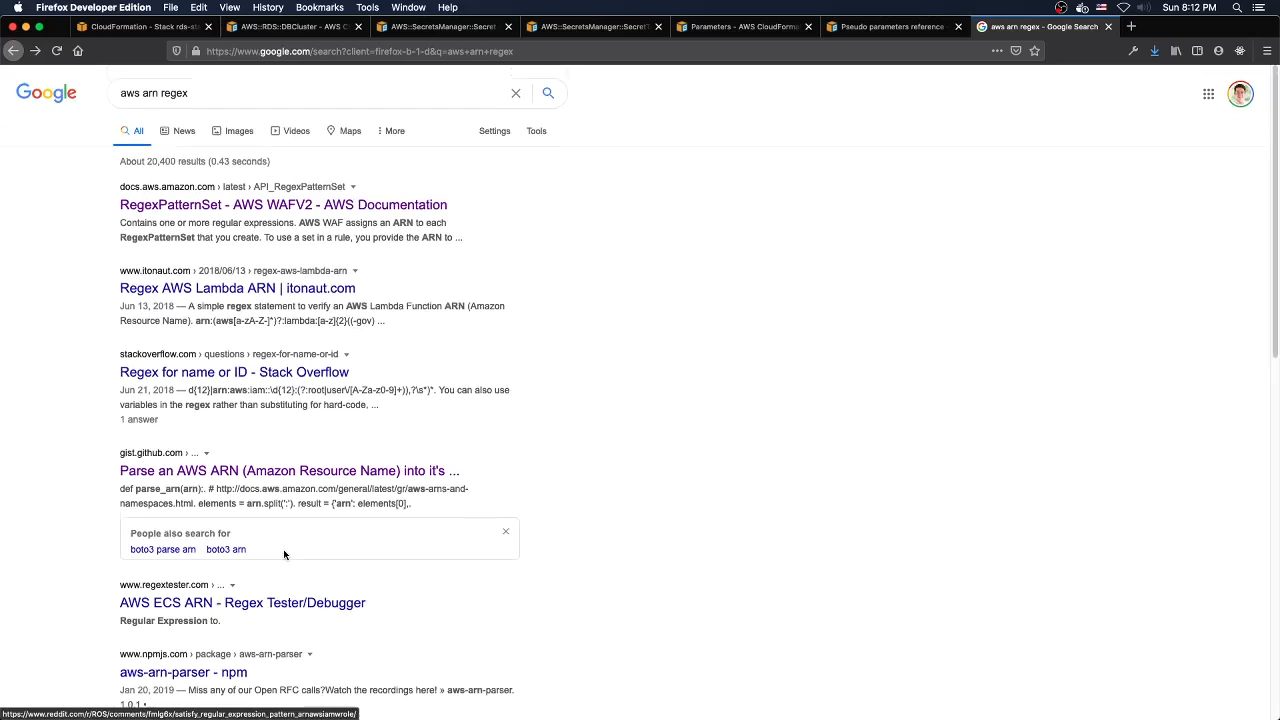 Firefox Developer Edition File Edit View History Bookmarks Tools Window Help Sun 8:12 PM
CloudFormation - Stack rds-st
AWS::RDS::DBCluster - AWS C
AWS::SecretsManager::Secret
AWS::SecretsManager::SecretT
Parameters - AWS CloudForm
Pseudo parameters reference
aws arn regex - Google Search
https://www.google.com/search?client=firefox-b-1-d&q=aws+arn+regex
Google
aws arn regex
All News Images Videos Maps More Settings Tools
About 20,400 results (0.43 seconds)
docs.aws.amazon.com › latest › API_RegexPatternSet
RegexPatternSet - AWS WAFV2 - AWS Documentation
Contains one or more regular expressions. AWS WAF assigns an ARN to each
RegexPatternSet that you create. To use a set in a rule, you provide the ARN to ...
www.itonaut.com › 2018/06/13 › regex-aws-lambda-arn
Regex AWS Lambda ARN | itonaut.com
Jun 13, 2018 — A simple regex statement to verify an AWS Lambda Function ARN (Amazon
Resource Name). arn:(aws[a-zA-Z-]*)?:lambda:[a-z]{2}((-gov) ...
stackoverflow.com › questions › regex-for-name-or-id
Regex for name or ID - Stack Overflow
Jun 21, 2018 — d{12}|arn:aws:iam::\d{12}:(?:root|user\/[A-Za-z0-9]+)),?\s*)*. You can also use
variables in the regex rather than substituting for hard-code, ...
1 answer
gist.github.com › ...
Parse an AWS ARN (Amazon Resource Name) into it's ...
def parse_arn(arn):. # http://docs.aws.amazon.com/general/latest/gr/aws-arns-and-
namespaces.html. elements = arn.split(':'). result = {'arn': elements[0],.
People also search for
boto3 parse arn boto3 arn
www.regextester.com › ...
AWS ECS ARN - Regex Tester/Debugger
Regular Expression to.
www.npmjs.com › package › aws-arn-parser
aws-arn-parser - npm
Jan 20, 2019 — Miss any of our Open RFC calls?Watch the recordings here! » aws-arn-parser.
1.0.1 •
https://www.reddit.com/r/ROS/comments/fmlg6x/satisfy_regular_expression_pattern_arnawsiamwrole/